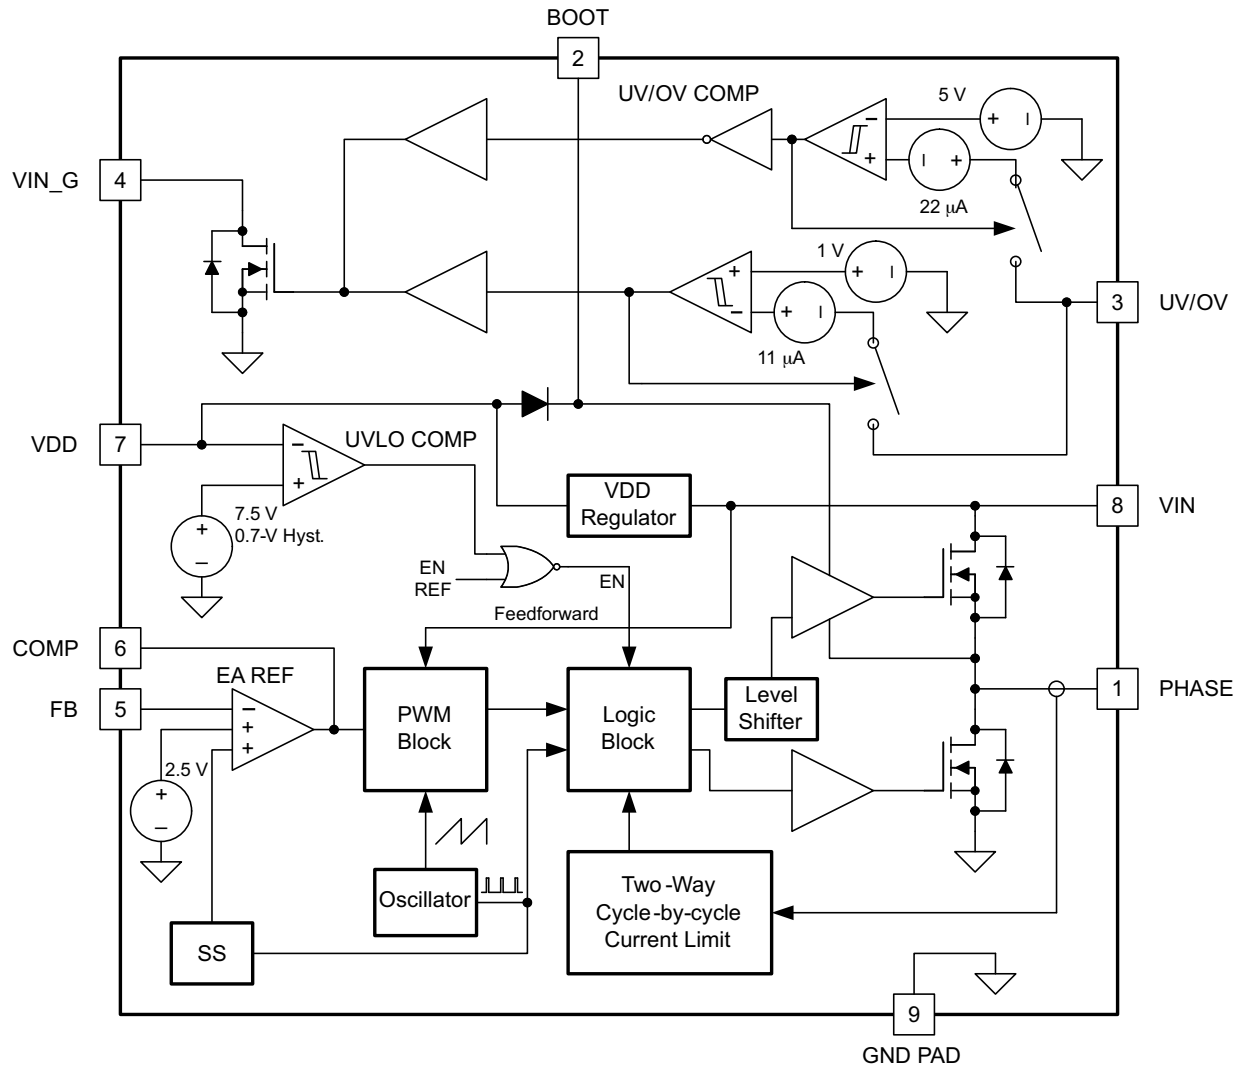 BOOT
2
UV/OV COMP
5 V
+ I
−
+
I +
22 µA
VIN_G
4
1 V
+ I
+
−
+ I
11 µA
3
UV/OV
VDD
7
UVLO COMP
−
+
VDD
Regulator
8
VIN
7.5 V
0.7-V Hyst.
+
−
EN
REF
EN
Feedforward
COMP
6
EA REF
FB
5
−
+
+
PWM
Block
Logic
Block
Level
Shifter
1
PHASE
2.5 V
+
−
Oscillator
Two-Way
Cycle-by-cycle
Current Limit
SS
9
GND PAD